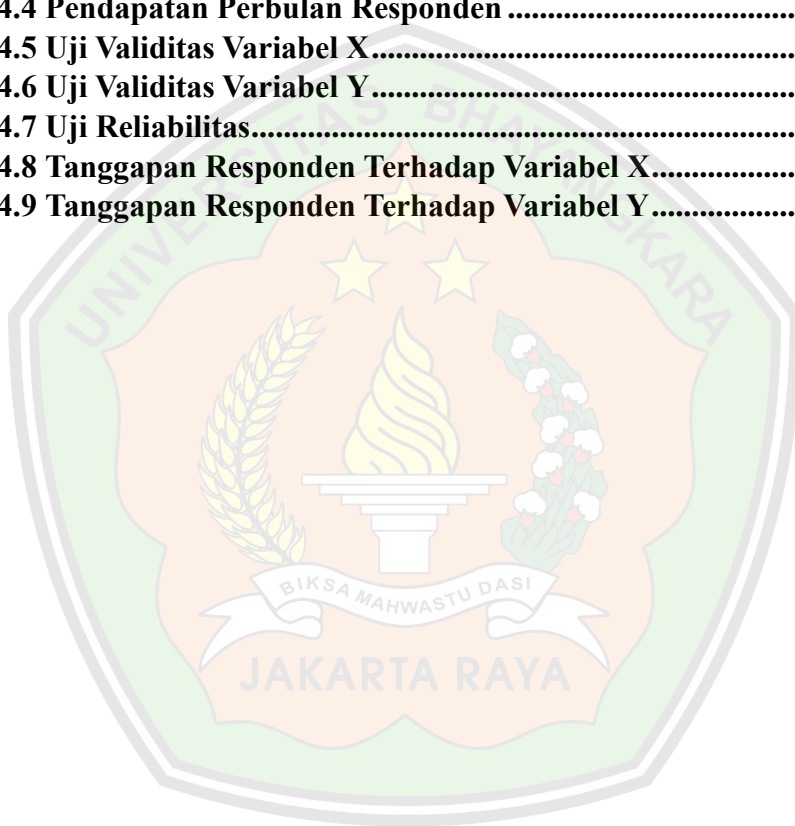 4.4 Pendapatan Perbulan Responden ....................................
4.5 Uji Validitas Variabel X.....................................................
4.6 Uji Validitas Variabel Y.....................................................
4.7 Uji Reliabilitas....................................................................
4.8 Tanggapan Responden Terhadap Variabel X..................
4.9 Tanggapan Responden Terhadap Variabel Y..................
UNIVERSITAS BHAYANGKARA
BIKSA MAHWASTU DASI
JAKARTA RAYA